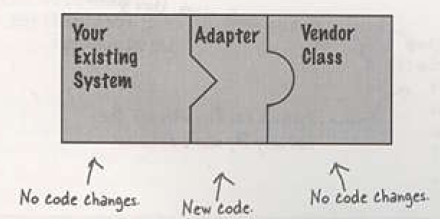 Your
Existing
System
Adapter
Vendor
Class
No code changes.
New code.
No code changes.